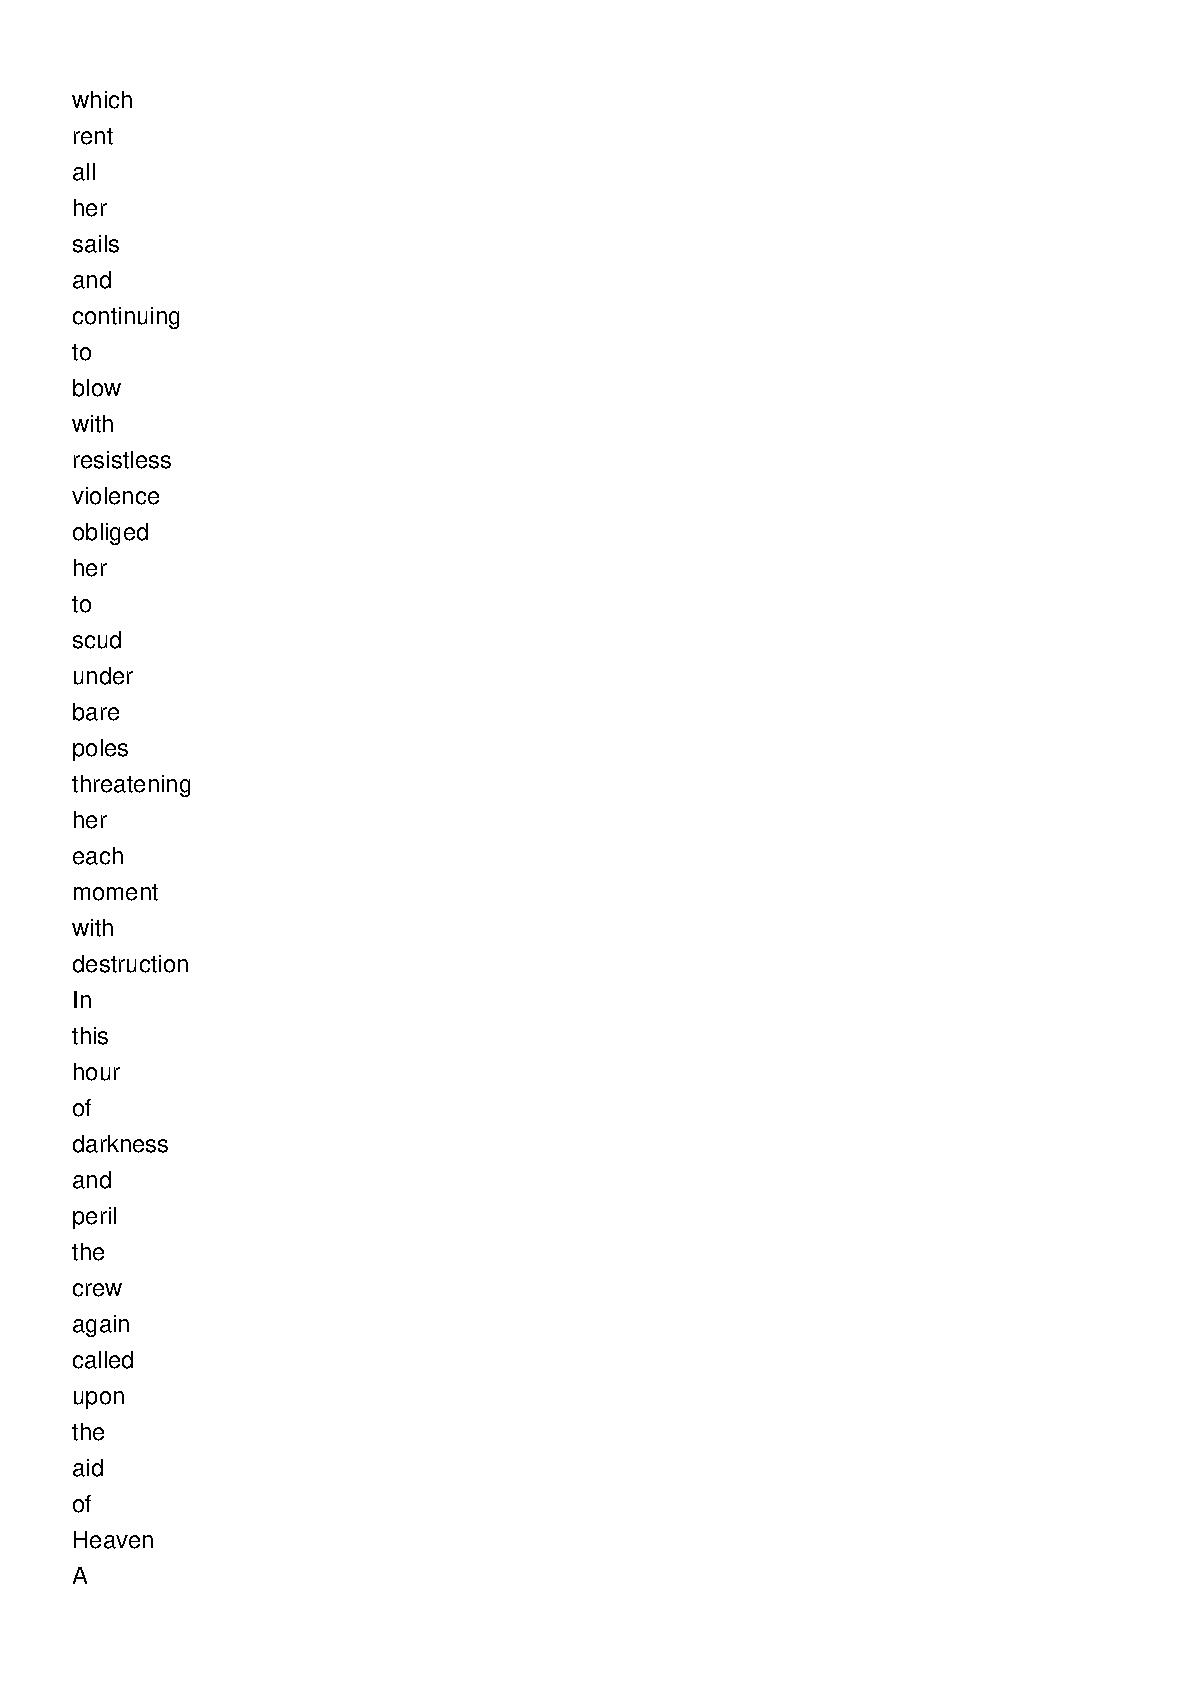 which
rent
all
her
sails
and
continuing
to
blow
with
resistless
violence
obliged
her
to
scud
under
bare
poles
threatening
her
each
moment
with
destruction
In
this
hour
of
darkness
and
peril
the
crew
again
called
upon
the
aid
of
Heaven
A